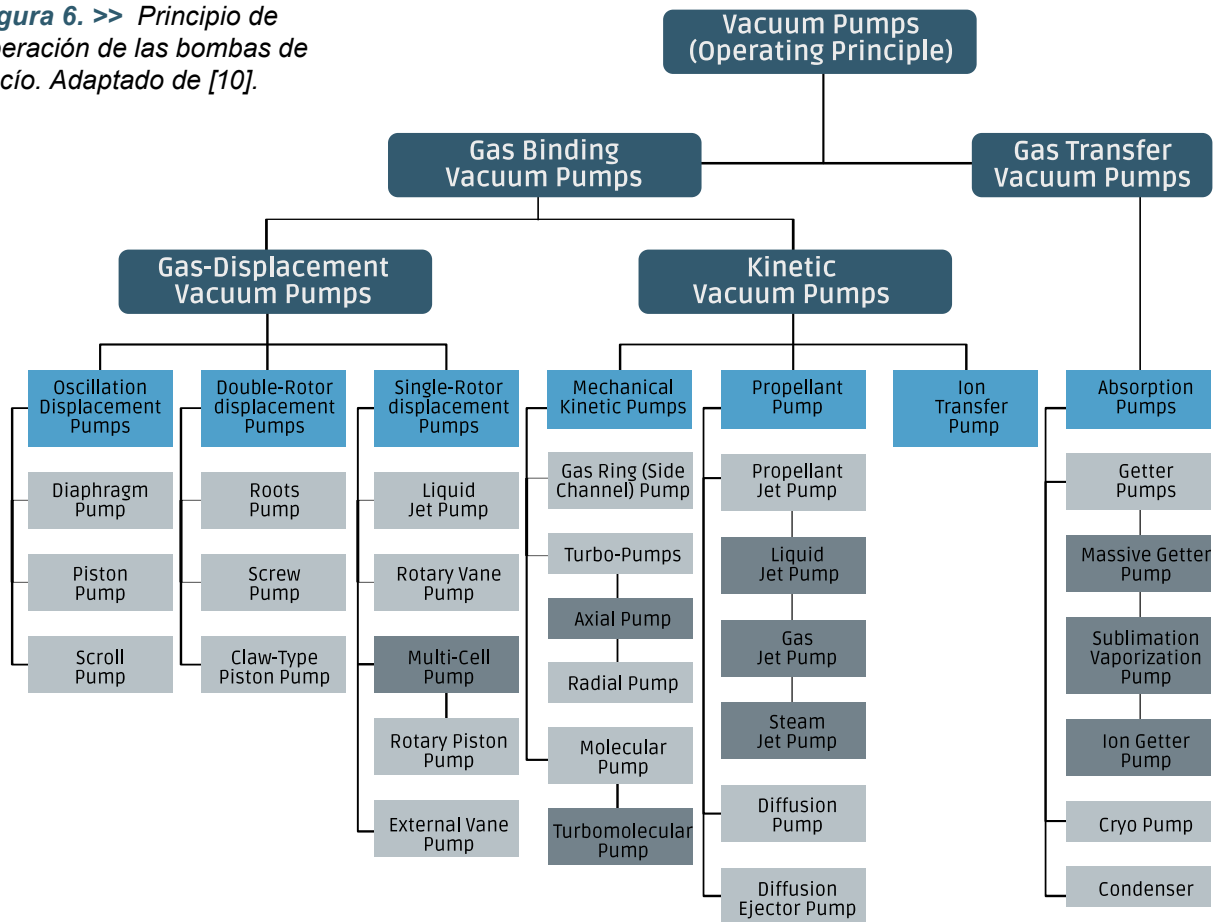 gura 6. >> Principio de
eración de las bombas de
cío. Adaptado de [10].
Vacuum Pumps
(Operating Principle)
Gas Binding
Vacuum Pumps
Gas Transfer
Vacuum Pumps
Gas-Displacement
Vacuum Pumps
Kinetic
Vacuum Pumps
Oscillation
Displacement
Pumps
Double-Rotor
displacement
Pumps
Single-Rotor
displacement
Pumps
Mechanical
Kinetic Pumps
Propellant
Pump
Ion
Transfer
Pump
Absorption
Pumps
Diaphragm
Pump
Piston
Pump
Scroll
Pump
Roots
Pump
Screw
Pump
Claw-Type
Piston Pump
Liquid
Jet Pump
Rotary Vane
Pump
Multi-Cell
Pump
Rotary Piston
Pump
External Vane
Pump
Gas Ring (Side
Channel) Pump
Turbo-Pumps
Axial Pump
Radial Pump
Molecular
Pump
Turbomolecular
Pump
Propellant
Jet Pump
Liquid
Jet Pump
Gas
Jet Pump
Steam
Jet Pump
Diffusion
Pump
Diffusion
Ejector Pump
Getter
Pumps
Massive Getter
Pump
Sublimation
Vaporization
Pump
Ion Getter
Pump
Cryo Pump
Condenser